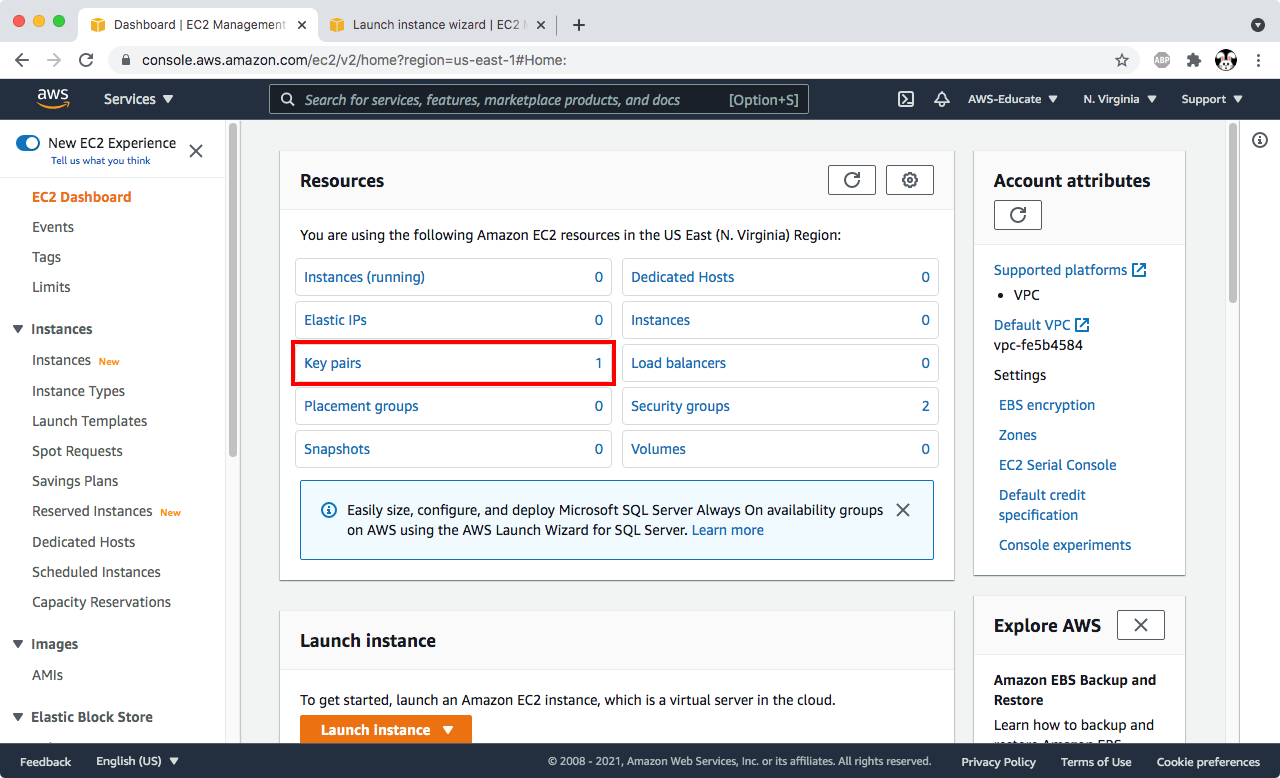 Dashboard | EC2 Management
Launch instance wizard | EC2 M
console.aws.amazon.com/ec2/v2/home?region=us-east-1#Home:
ABP
aws
Services
Search for services, features, marketplace products, and docs
[Option+S]
AWS-Educate
N. Virginia
Support
New EC2 Experience
Tell us what you think
EC2 Dashboard
Events
Tags
Limits
Instances
Instances New
Instance Types
Launch Templates
Spot Requests
Savings Plans
Reserved Instances New
Dedicated Hosts
Scheduled Instances
Capacity Reservations
Images
AMIs
Elastic Block Store
Resources
You are using the following Amazon EC2 resources in the US East (N. Virginia) Region:
Instances (running) 0
Dedicated Hosts 0
Elastic IPs 0
Instances 0
Key pairs 1
Load balancers 0
Placement groups 0
Security groups 2
Snapshots 0
Volumes 0
Easily size, configure, and deploy Microsoft SQL Server Always On availability groups
on AWS using the AWS Launch Wizard for SQL Server. Learn more
Launch instance
To get started, launch an Amazon EC2 instance, which is a virtual server in the cloud.
Launch instance
Account attributes
Supported platforms
• VPC
Default VPC
vpc-fe5b4584
Settings
EBS encryption
Zones
EC2 Serial Console
Default credit
specification
Console experiments
Explore AWS
Amazon EBS Backup and
Restore
Learn how to backup and
restore Amazon EBS
Feedback
English (US)
© 2008 - 2021, Amazon Web Services, Inc. or its affiliates. All rights reserved.
Privacy Policy
Terms of Use
Cookie preferences